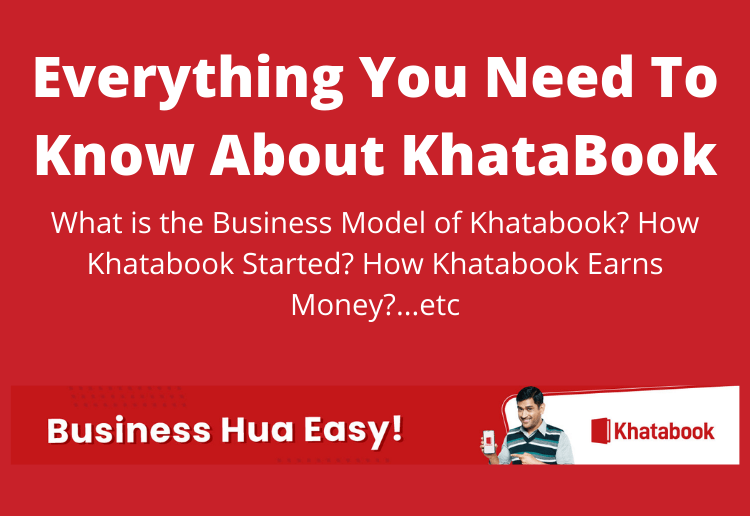 Everything You Need To
Know About KhataBook
What is the Business Model of Khatabook? How
Khatabook Started? How Khatabook Earns
Money?...etc
Business Hua Easy!
Khatabook